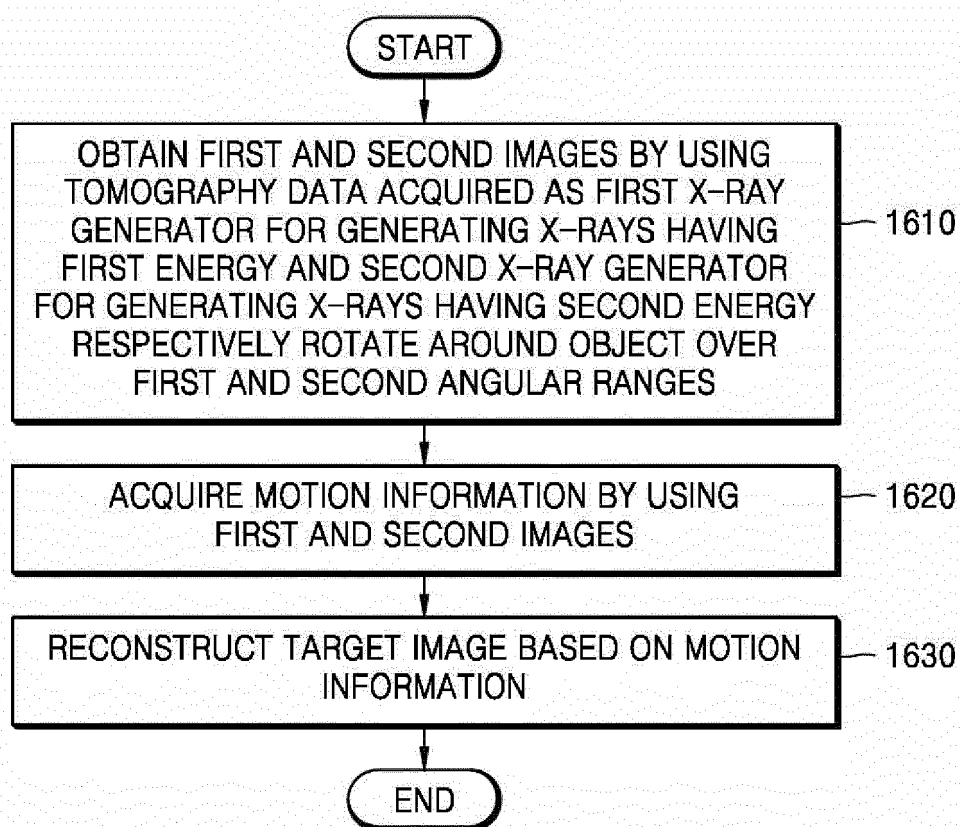 START
OBTAIN FIRST AND SECOND IMAGES BY USING
TOMOGRAPHY DATA ACQUIRED AS FIRST X-RAY
GENERATOR FOR GENERATING X-RAYS HAVING
FIRST ENERGY AND SECOND X-RAY GENERATOR
FOR GENERATING X-RAYS HAVING SECOND ENERGY
RESPECTIVELY ROTATE AROUND OBJECT OVER
FIRST AND SECOND ANGULAR RANGES
1610
ACQUIRE MOTION INFORMATION BY USING
FIRST AND SECOND IMAGES
1620
RECONSTRUCT TARGET IMAGE BASED ON MOTION
INFORMATION
1630
END